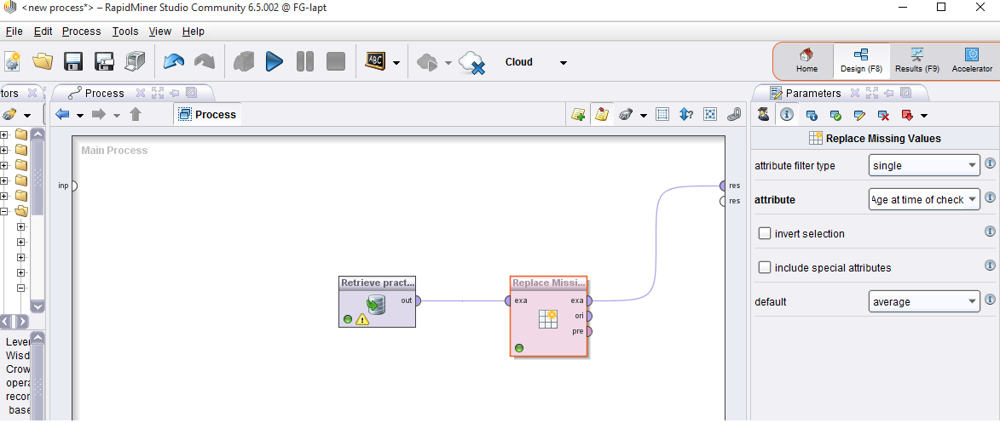 <new process*> – RapidMiner Studio Community 6.5.002 @ FG-lapt
File Edit Process Tools View Help
ABC
Cloud
Home
Design (F8)
Results (F9)
Accelerator
tors
Process
Parameters
Process
Replace Missing Values
Main Process
attribute filter type
single
inp
res
res
attribute
Age at time of check
invert selection
include special attributes
Retrieve pract...
out
Replace Missi...
exa
exa
ori
pre
default
average
Lever
Wisd
Crow
opera
recor
base